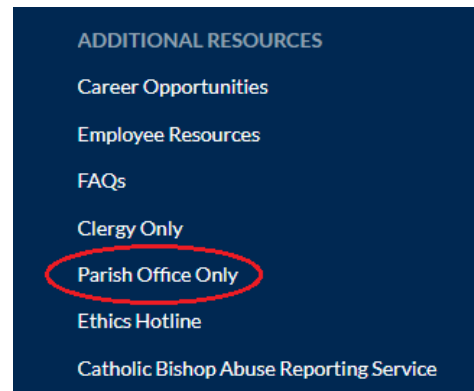 ADDITIONAL RESOURCES
Career Opportunities
Employee Resources
FAQs
Clergy Only
Parish Office Only
Ethics Hotline
Catholic Bishop Abuse Reporting Service